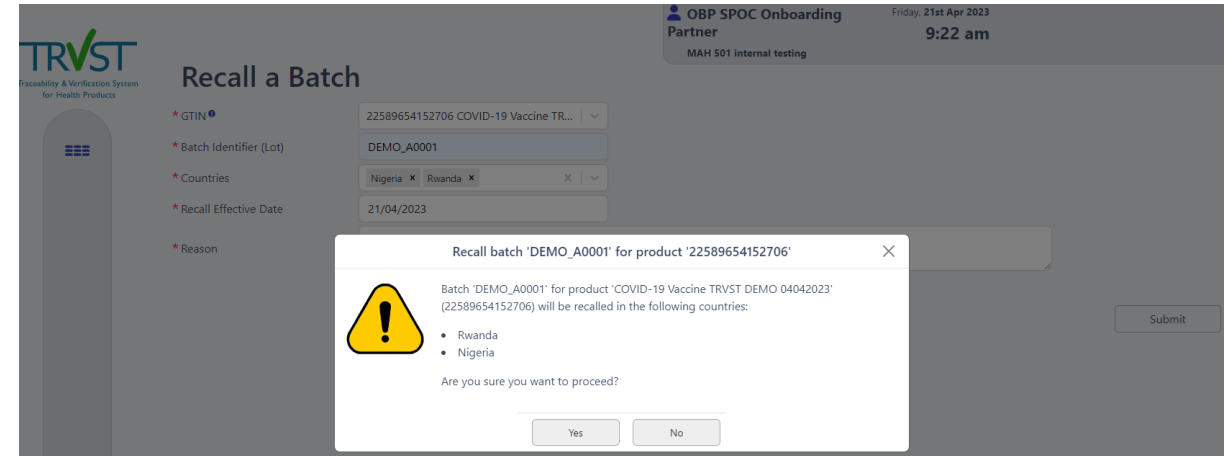 OBP SPOC Onboarding
Partner
MAH 501 internal testing
Friday, 21st Apr 2023
9:22 am
TRVST
Traceability & Verification System
for Health Products
Recall a Batch
* GTIN
22589654152706 COVID-19 Vaccine TR...
* Batch Identifier (Lot)
DEMO_A0001
* Countries
Nigeria × Rwanda ×
* Recall Effective Date
21/04/2023
* Reason
Recall batch 'DEMO_A0001' for product '22589654152706'
Batch 'DEMO_A0001' for product 'COVID-19 Vaccine TRVST DEMO 04042023'
(22589654152706) will be recalled in the following countries:
• Rwanda
• Nigeria
Are you sure you want to proceed?
Yes
No
Submit